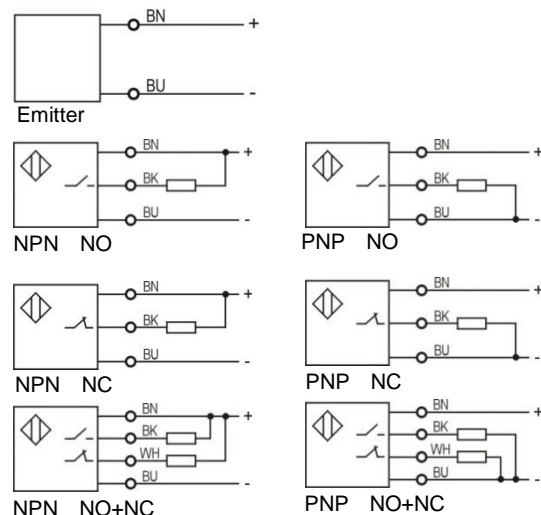 BN +
BU -
Emitter
BN +
BK
BU -
NPN NO
BN +
BK
BU -
PNP NO
BN +
BK
BU -
NPN NC
BN +
BK
BU -
PNP NC
BN +
BK
WH
BU -
NPN NO+NC
BN +
BK
WH
BU -
PNP NO+NC